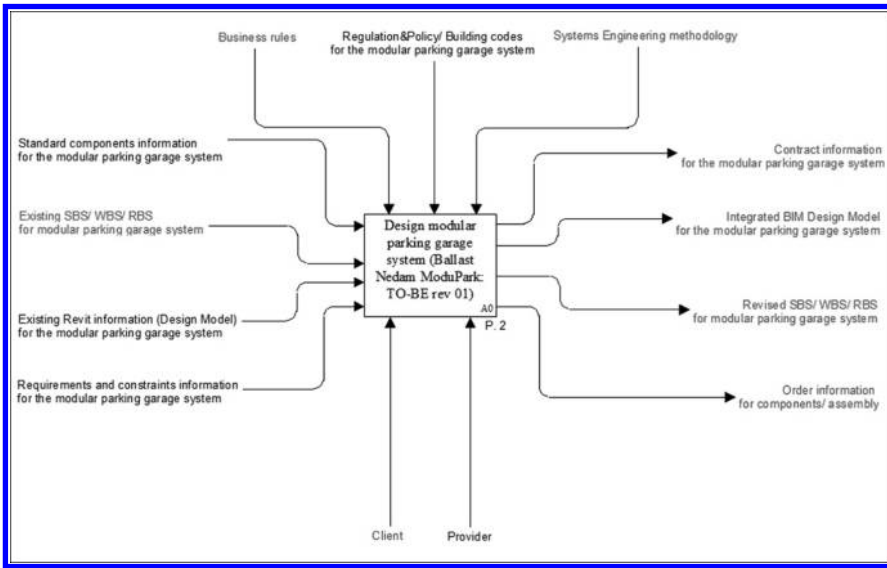 Business rules
Regulation&Policy/ Building codes
for the modular parking garage system
Systems Engineering methodology
Standard components information
for the modular parking garage system
Existing SBS/ WBS/ RBS
for modular parking garage system
Existing Revit information (Design Model)
for the modular parking garage system
Requirements and constraints information
for the modular parking garage system
Design modular
parking garage
system (Ballast
Nedam ModuPark:
TO-BE rev 01)
A0
P. 2
Contract information
for the modular parking garage system
Integrated BIM Design Model
for the modular parking garage system
Revised SBS/ WBS/ RBS
for modular parking garage system
Order information
for components/ assembly
Client
Provider